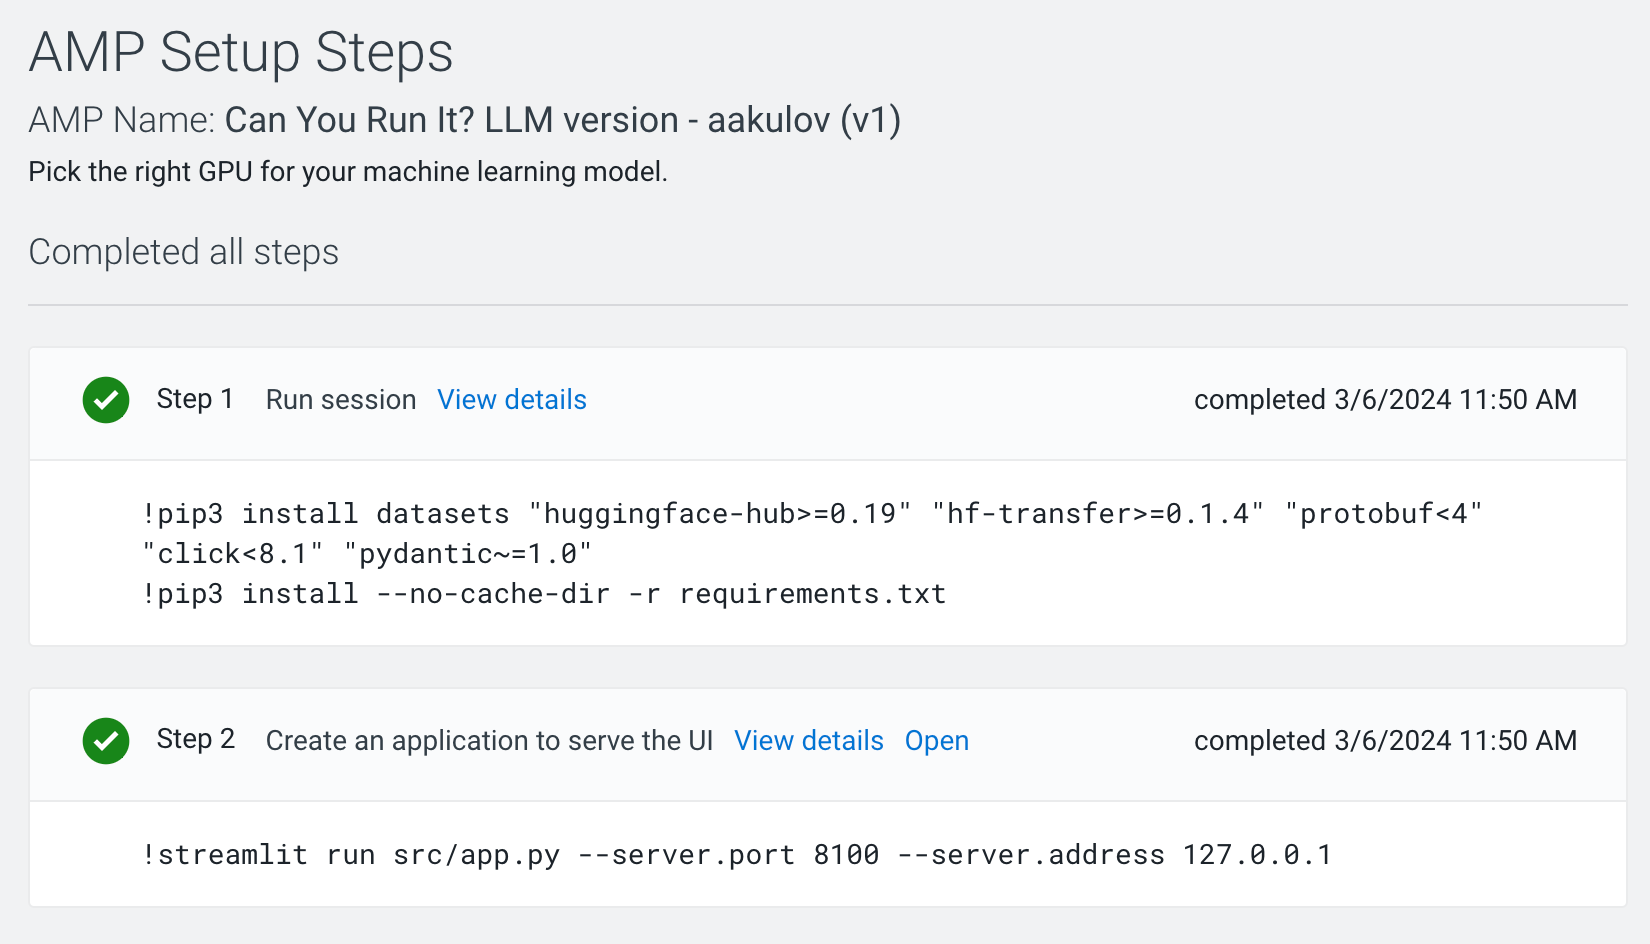 AMP Setup Steps
AMP Name: Can You Run It? LLM version - aakulov (v1)
Pick the right GPU for your machine learning model.
Completed all steps
Step 1 Run session View details completed 3/6/2024 11:50 AM
!pip3 install datasets "huggingface-hub>=0.19" "hf-transfer>=0.1.4" "protobuf<4"
"click<8.1" "pydantic~=1.0"
!pip3 install --no-cache-dir -r requirements.txt
Step 2 Create an application to serve the UI View details Open completed 3/6/2024 11:50 AM
!streamlit run src/app.py --server.port 8100 --server.address 127.0.0.1